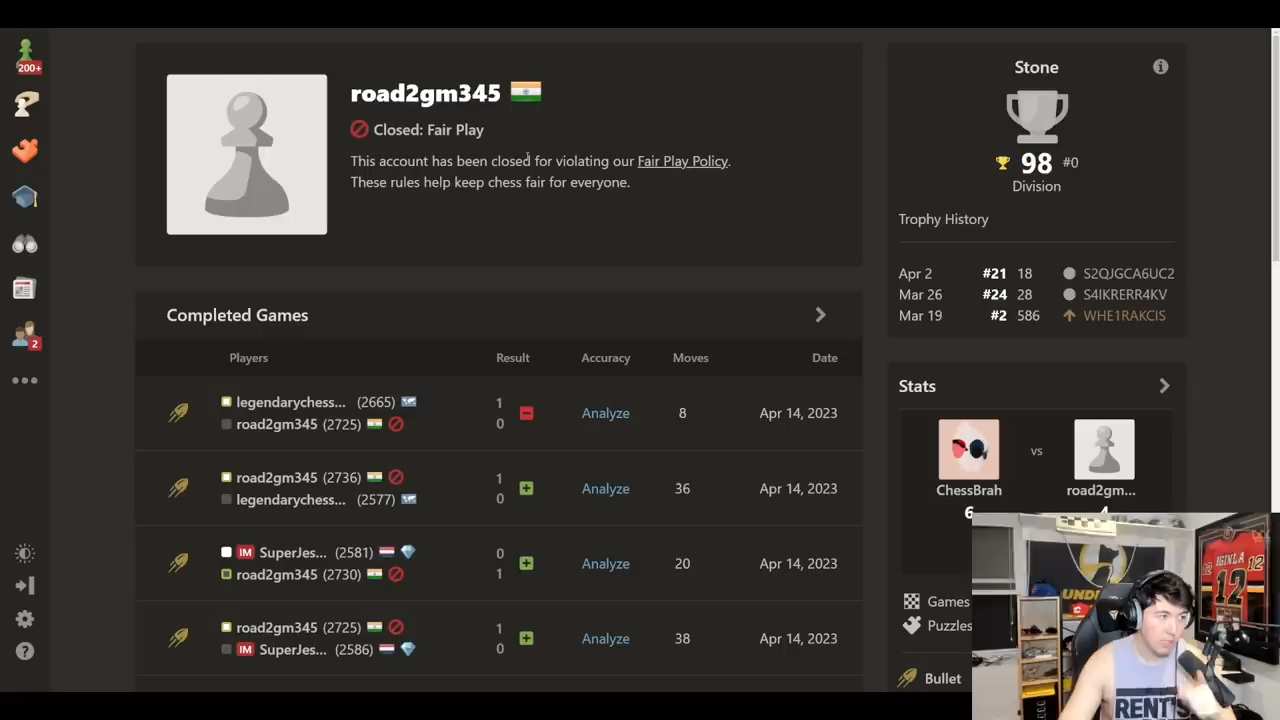 200+
2
road2gm345
Closed: Fair Play
This account has been closed for violating our Fair Play Policy.
These rules help keep chess fair for everyone.
Completed Games
Players Result Accuracy Moves Date
legendarychess... (2665) 1
road2gm345 (2725) 0
Analyze 8 Apr 14, 2023
road2gm345 (2736) 1
legendarychess... (2577) 0
Analyze 36 Apr 14, 2023
IM SuperJes... (2581) 0
road2gm345 (2730) 1
Analyze 20 Apr 14, 2023
road2gm345 (2725) 1
IM SuperJes... (2586) 0
Analyze 38 Apr 14, 2023
Stone
98 #0
Division
Trophy History
Apr 2 #21 18 S2QJGCA6UC2
Mar 26 #24 28 S4IKRERR4KV
Mar 19 #2 586 WHE1RAKCIS
Stats
vs
ChessBrah road2gm...
Games
Puzzles
Bullet
IGINLA
12 12
12
RENT